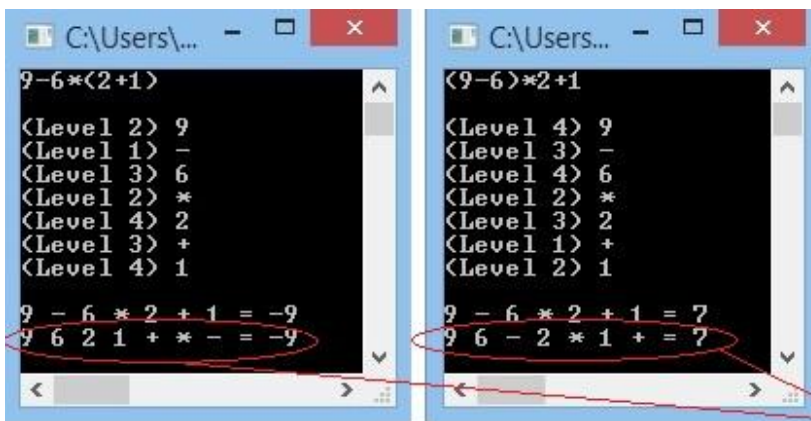 C:\Users\...
9-6*(2+1)
(Level 2) 9
(Level 1) -
(Level 3) 6
(Level 2) *
(Level 4) 2
(Level 3) +
(Level 4) 1
9 - 6 * 2 + 1 = -9
9 6 2 1 + * - = -9
C:\Users...
(9-6)*2+1
(Level 4) 9
(Level 3) -
(Level 4) 6
(Level 2) *
(Level 3) 2
(Level 1) +
(Level 2) 1
9 - 6 * 2 + 1 = 7
9 6 - 2 * 1 + = 7